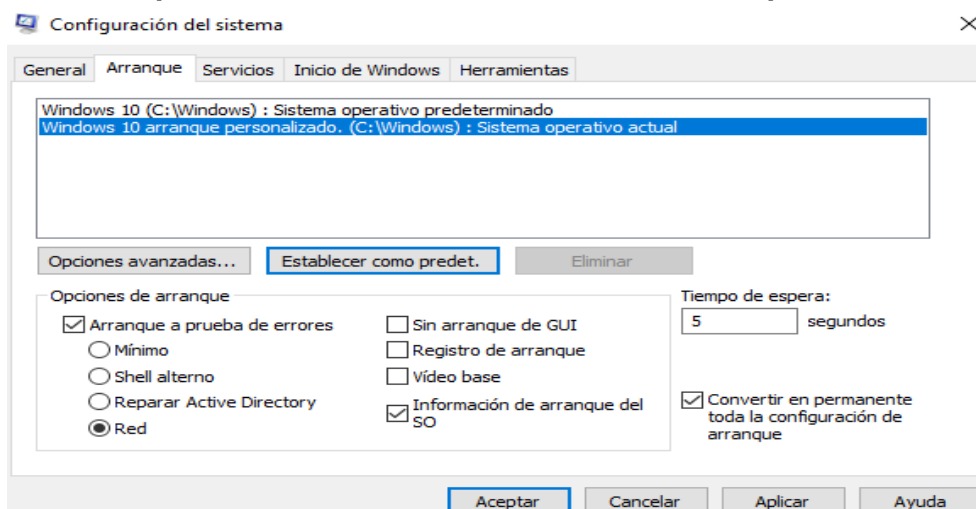 Configuración del sistema
General Arranque Servicios Inicio de Windows Herramientas
Windows 10 (C:\Windows) : Sistema operativo predeterminado
Windows 10 arranque personalizado. (C:\Windows) : Sistema operativo actual
Opciones avanzadas... Establecer como predet. Eliminar
Opciones de arranque
Arranque a prueba de errores
Mínimo
Shell alterno
Reparar Active Directory
Red
Sin arranque de GUI
Registro de arranque
Vídeo base
Información de arranque del
SO
Tiempo de espera:
5 segundos
Convertir en permanente
toda la configuración de
arranque
Aceptar Cancelar Aplicar Ayuda